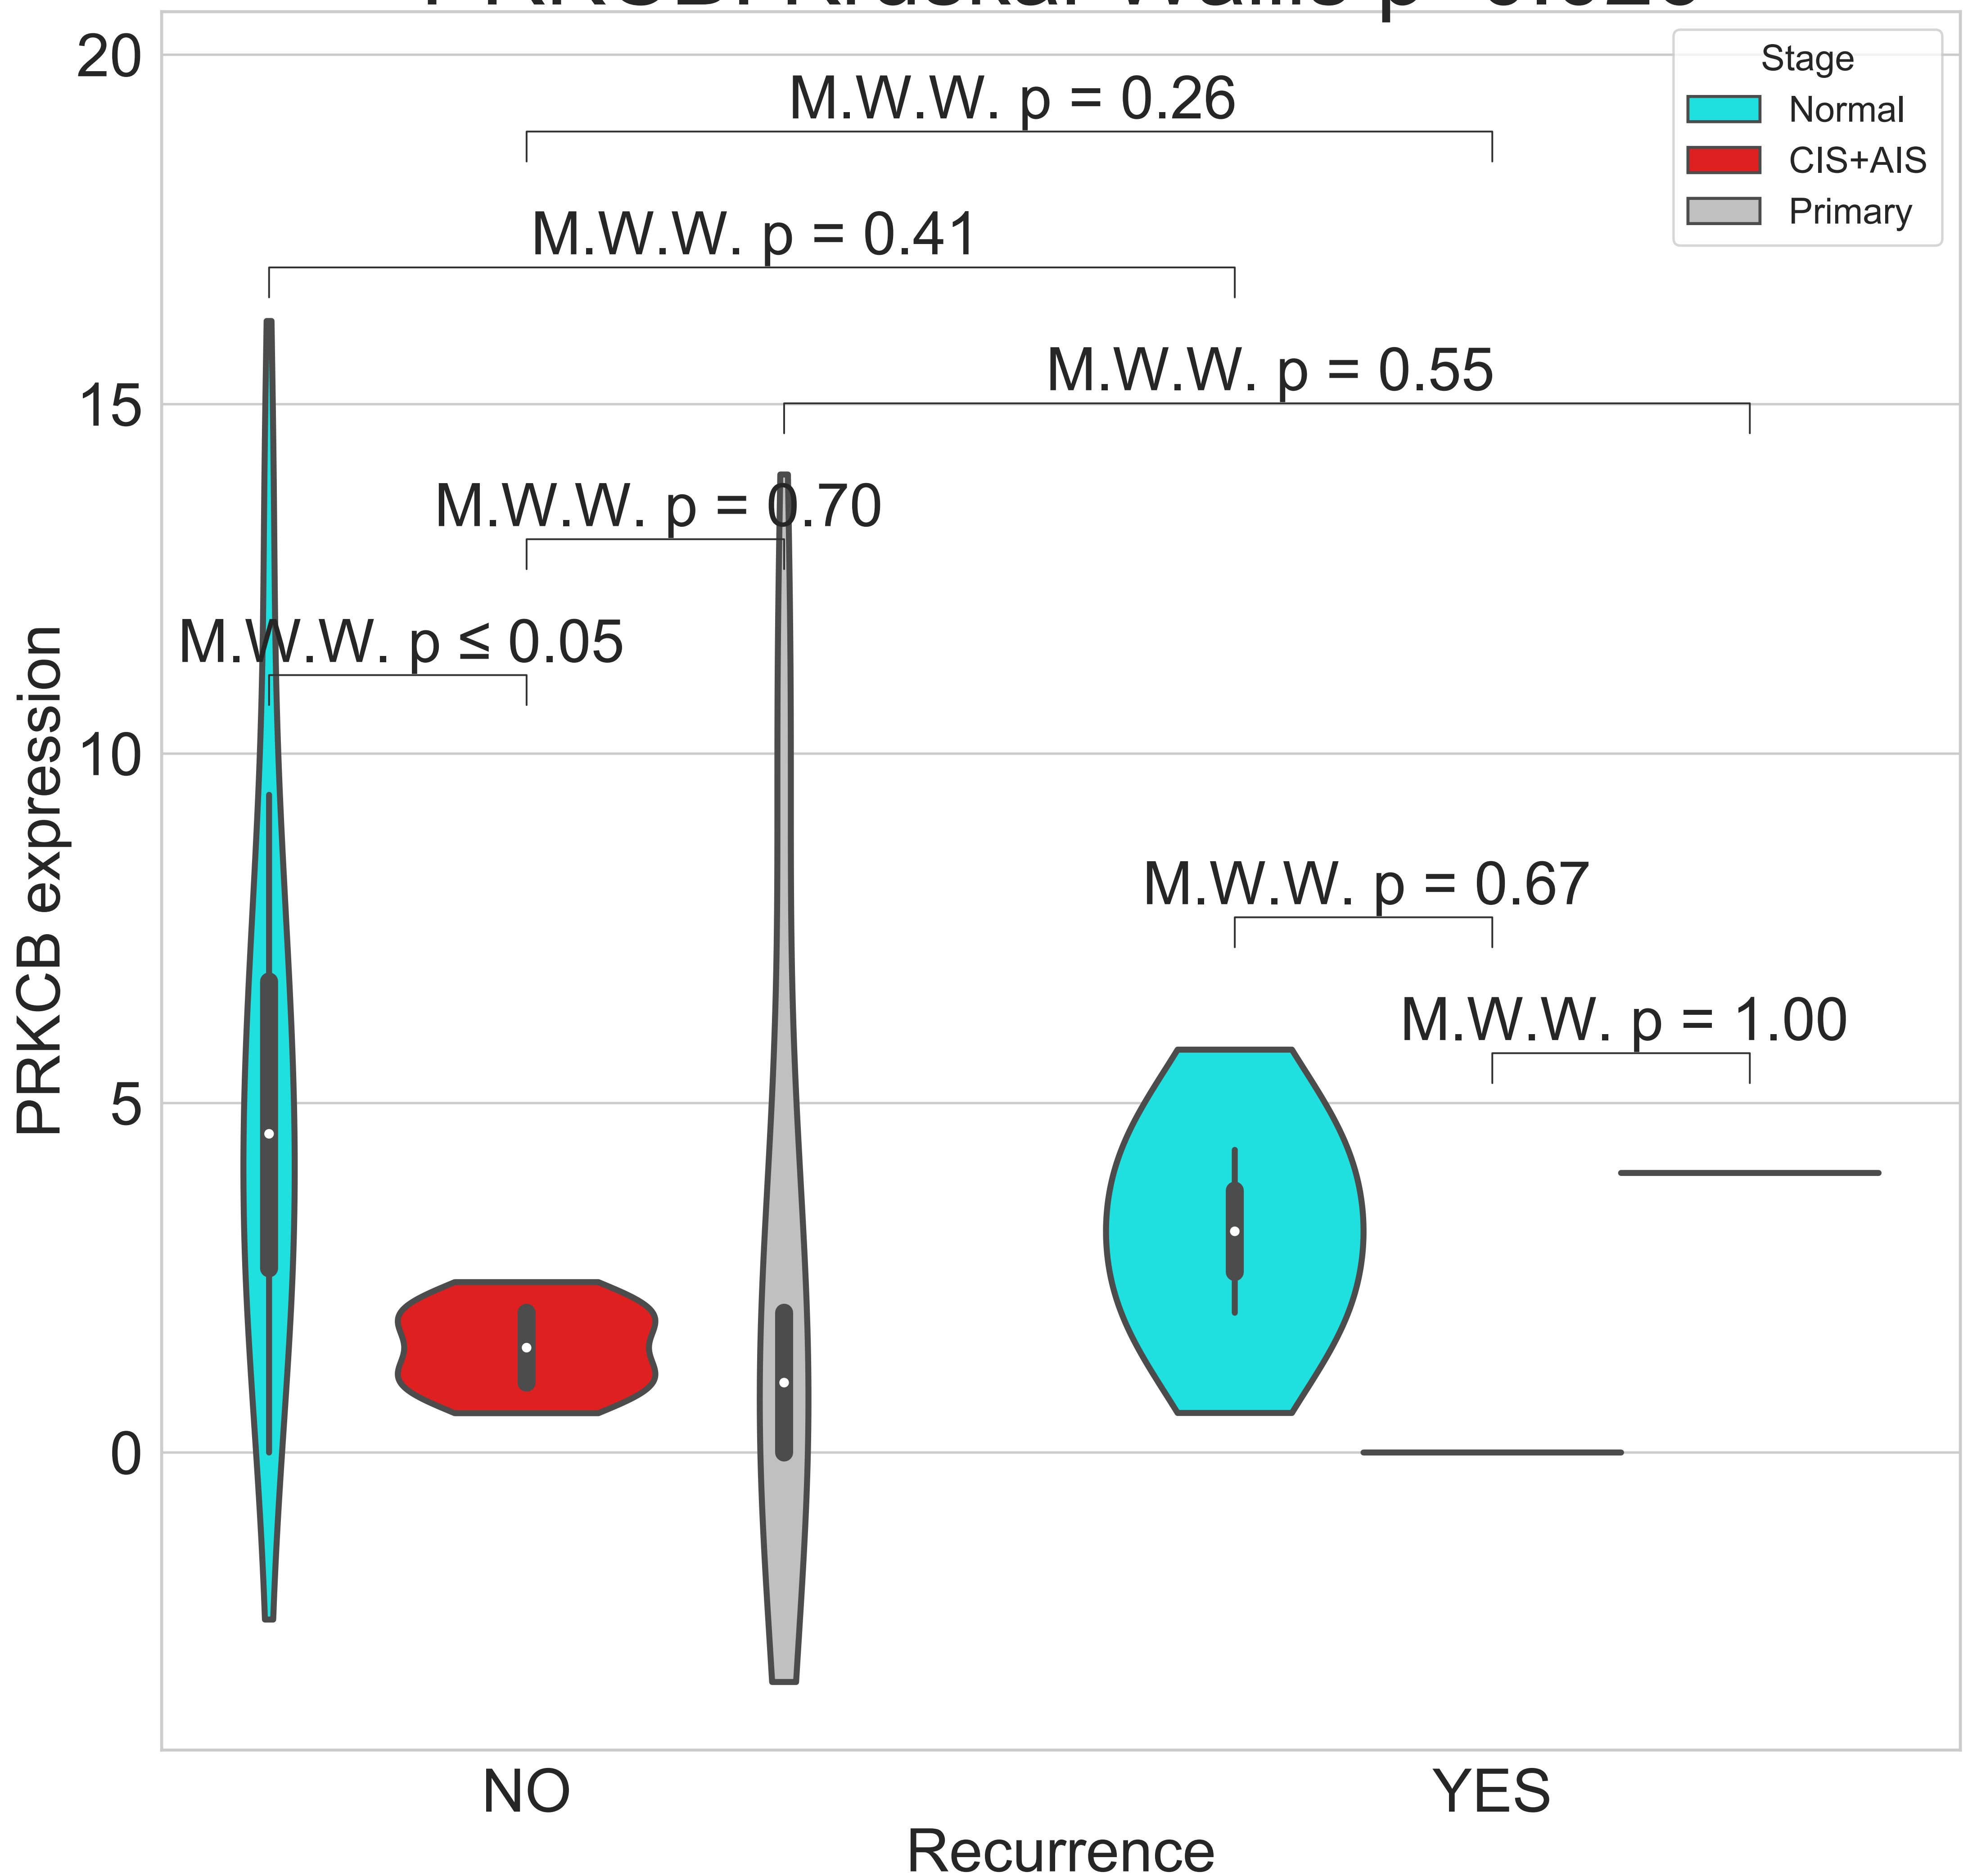 20
15
10
5
0
PRKCB expression
M.W.W. p = 0.26
M.W.W. p = 0.41
M.W.W. p = 0.55
M.W.W. p = 0.70
M.W.W. p ≤ 0.05
M.W.W. p = 0.67
M.W.W. p = 1.00
Stage
Normal
CIS+AIS
Primary
NO
YES
Recurrence